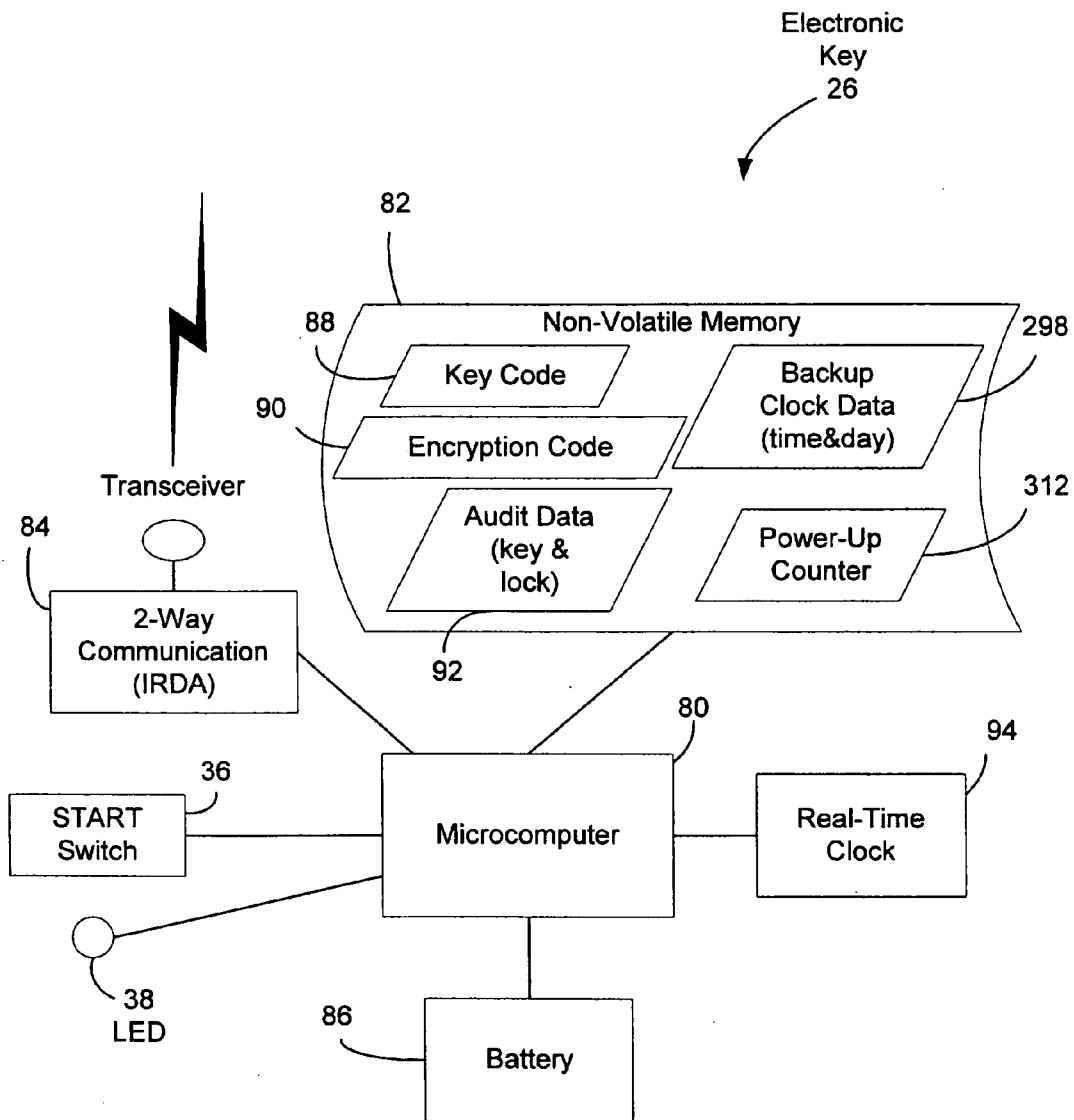 Electronic
Key
26
82
Non-Volatile Memory
88
Key Code
298
Backup
Clock Data
(time&day)
90
Encryption Code
Transceiver
Audit Data
(key &
lock)
312
Power-Up
Counter
84
2-Way
Communication
(IRDA)
92
80
94
36
START
Switch
Microcomputer
Real-Time
Clock
38
LED
86
Battery